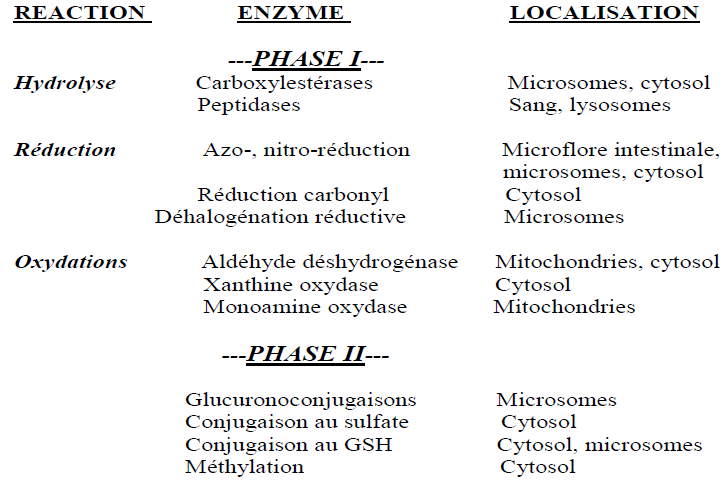 REACTION ENZYME LOCALISATION
---PHASE I---
Hydrolyse Carboxylestérases Microsomes, cytosol
Peptidases Sang, lysosomes
Réduction Azo-, nitro-réduction Microflore intestinale,
microsomes, cytosol
Réduction carbonyl Cytosol
Déhalogénation réductive Microsomes
Oxydations Aldéhyde déshydrogénase Mitochondries, cytosol
Xanthine oxydase Cytosol
Monoamine oxydase Mitochondries
---PHASE II---
Glucuronoconjugaisons Microsomes
Conjugaison au sulfate Cytosol
Conjugaison au GSH Cytosol, microsomes
Méthylation Cytosol